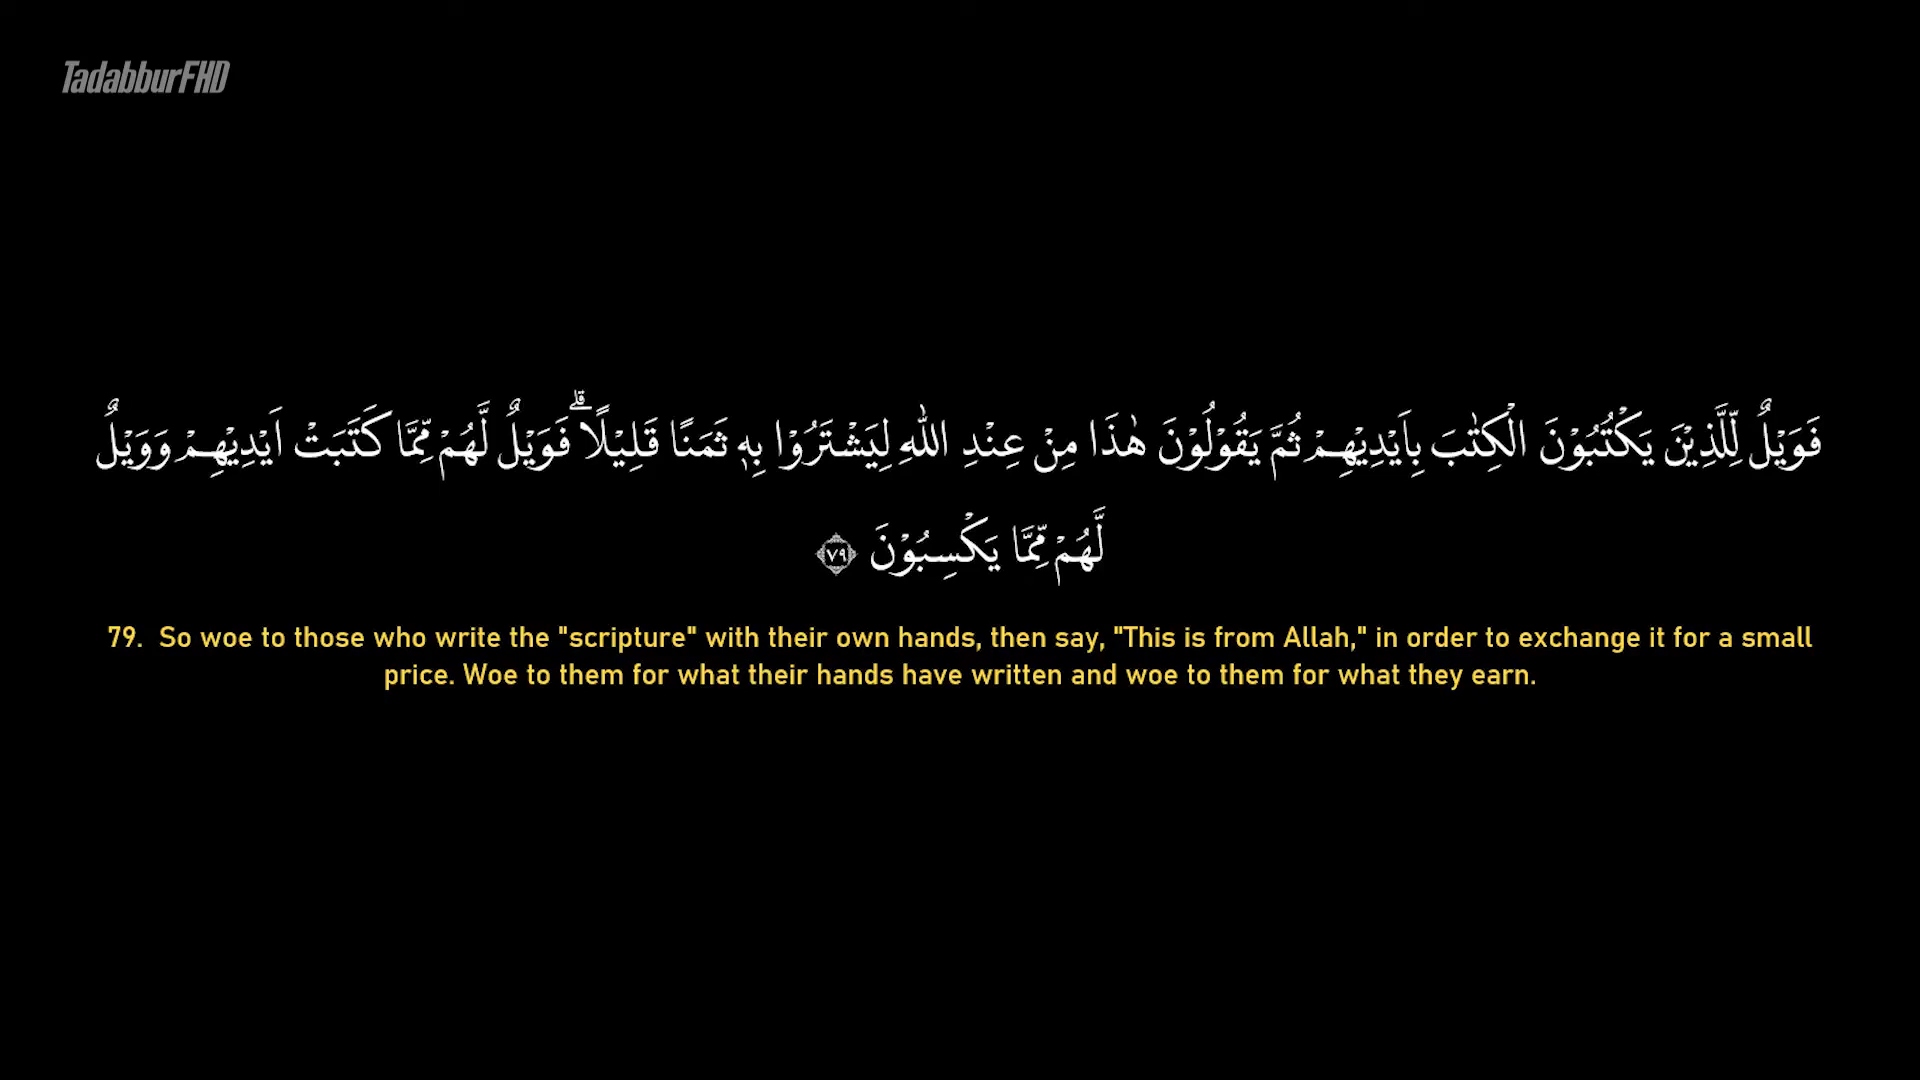 TadabburFHD
فَوَيْلٌ لِّلَّذِيْنَ يَكْتُبُوْنَ الْكِتٰبَ بِاَيْدِيْهِمْ ثُمَّ يَقُوْلُوْنَ هٰذَا مِنْ عِنْدِ اللّٰهِ لِيَشْتَرُوْا بِهٖ ثَمَنًا قَلِيْلًاۗ فَوَيْلٌ لَّهُمْ مِّمَّا كَتَبَتْ اَيْدِيْهِمْ وَوَيْلٌ
لَّهُمْ مِّمَّا يَكْسِبُوْنَ ٧٩
79. So woe to those who write the "scripture" with their own hands, then say, "This is from Allah," in order to exchange it for a small
price. Woe to them for what their hands have written and woe to them for what they earn.